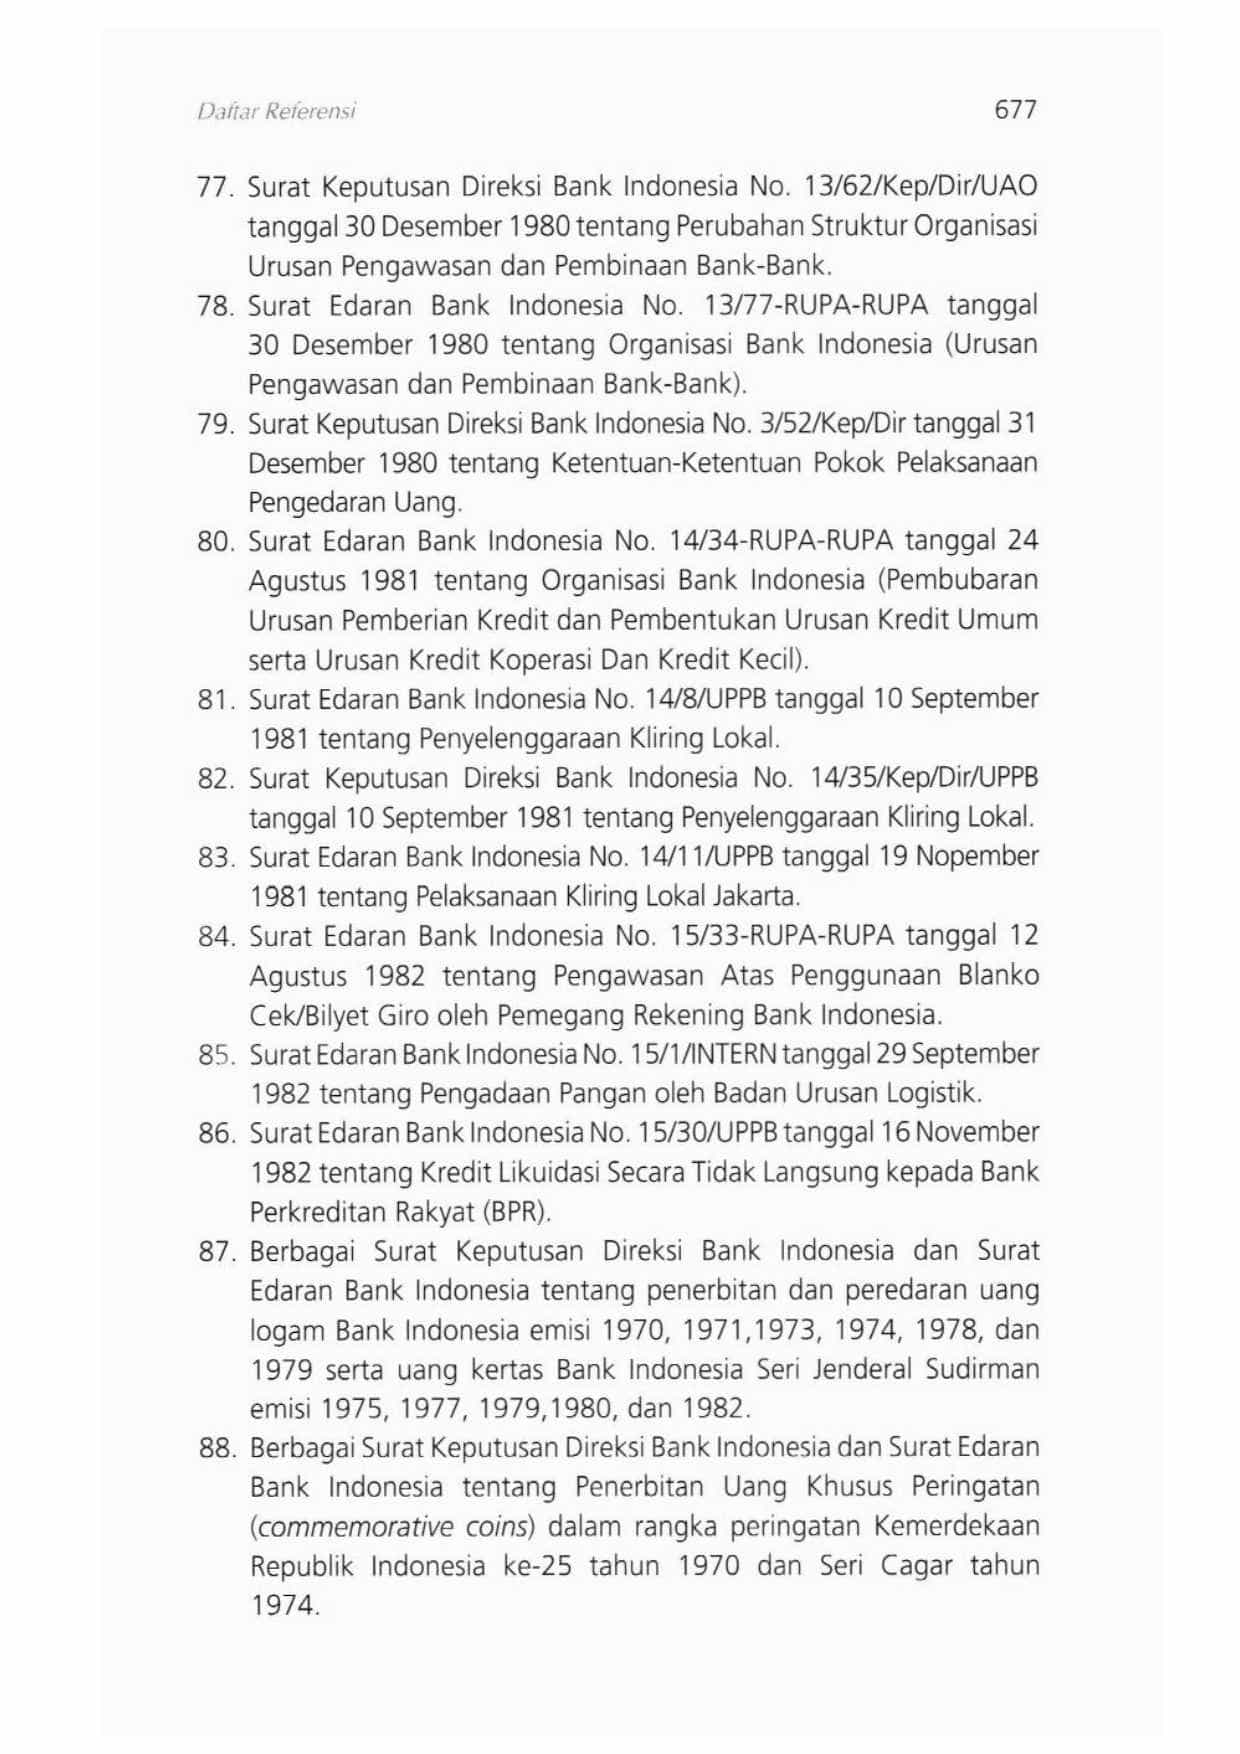 Daftar Referensi 677
77. Surat Keputusan Direksi Bank Indonesia No. 13/62/Kep/Dir/UAO
tanggal 30 Desember 1980 tentang Perubahan Struktur Organisasi
Urusan Pengawasan dan Pembinaan Bank-Bank.
78. Surat Edaran Bank Indonesia No. 13/77-RUPA-RUPA tanggal
30 Desember 1980 tentang Organisasi Bank Indonesia (Urusan
Pengawasan dan Pembinaan Bank-Bank).
79. Surat Keputusan Direksi Bank Indonesia No. 3/52/Kep/Dir tanggal 31
Desember 1980 tentang Ketentuan-Ketentuan Pokok Pelaksanaan
Pengedaran Uang.
80. Surat Edaran Bank Indonesia No. 14/34-RUPA-RUPA tanggal 24
Agustus 1981 tentang Organisasi Bank Indonesia (Pembubaran
Urusan Pemberian Kredit dan Pembentukan Urusan Kredit Umum
serta Urusan Kredit Koperasi Dan Kredit Kecil).
81. Surat Edaran Bank Indonesia No. 14/8/UPPB tanggal 10 September
1981 tentang Penyelenggaraan Kliring Lokal.
82. Surat Keputusan Direksi Bank Indonesia No. 14/35/Kep/Dir/UPPB
tanggal 10 September 1981 tentang Penyelenggaraan Kliring Lokal.
83. Surat Edaran Bank Indonesia No. 14/11/UPPB tanggal 19 Nopember
1981 tentang Pelaksanaan Kliring Lokal Jakarta.
84. Surat Edaran Bank Indonesia No. 15/33-RUPA-RUPA tanggal 12
Agustus 1982 tentang Pengawasan Atas Penggunaan Blanko
Cek/Bilyet Giro oleh Pemegang Rekening Bank Indonesia.
85. Surat Edaran Bank Indonesia No. 15/1/INTERN tanggal 29 September
1982 tentang Pengadaan Pangan oleh Badan Urusan Logistik.
86. Surat Edaran Bank Indonesia No. 15/30/UPPB tanggal 16 November
1982 tentang Kredit Likuidasi Secara Tidak Langsung kepada Bank
Perkreditan Rakyat (BPR).
87. Berbagai Surat Keputusan Direksi Bank Indonesia dan Surat
Edaran Bank Indonesia tentang penerbitan dan peredaran uang
logam Bank Indonesia emisi 1970, 1971,1973, 1974, 1978, dan
1979 serta uang kertas Bank Indonesia Seri Jenderal Sudirman
emisi 1975, 1977, 1979,1980, dan 1982.
88. Berbagai Surat Keputusan Direksi Bank Indonesia dan Surat Edaran
Bank Indonesia tentang Penerbitan Uang Khusus Peringatan
(commemorative coins) dalam rangka peringatan Kemerdekaan
Republik Indonesia ke-25 tahun 1970 dan Seri Cagar tahun
1974.